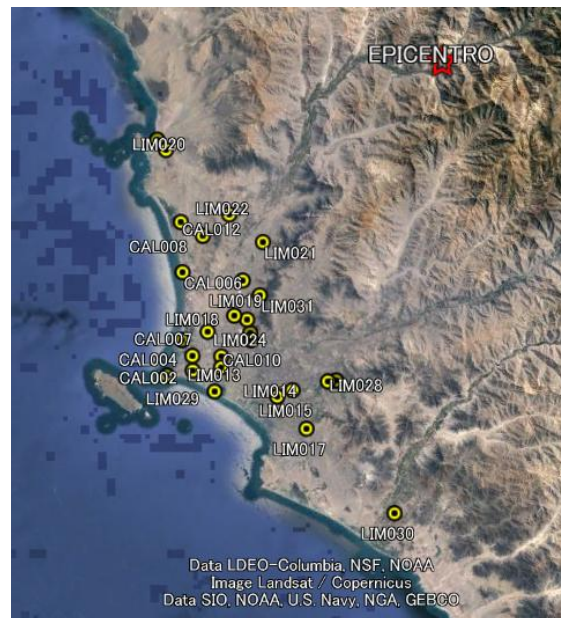 EPICENTRO
LIM020
LIM022
CAL012
CAL008
LIM021
CAL006
LIM019
LIM031
LIM018
CAL007
LIM024
CAL004
CAL010
CAL002
LIM013
LIM029
LIM014
LIM028
LIM015
LIM017
LIM030
Data LDEO-Columbia, NSF, NOAA
Image Landsat / Copernicus
Data SIO, NOAA, U.S. Navy, NGA, GEBCO